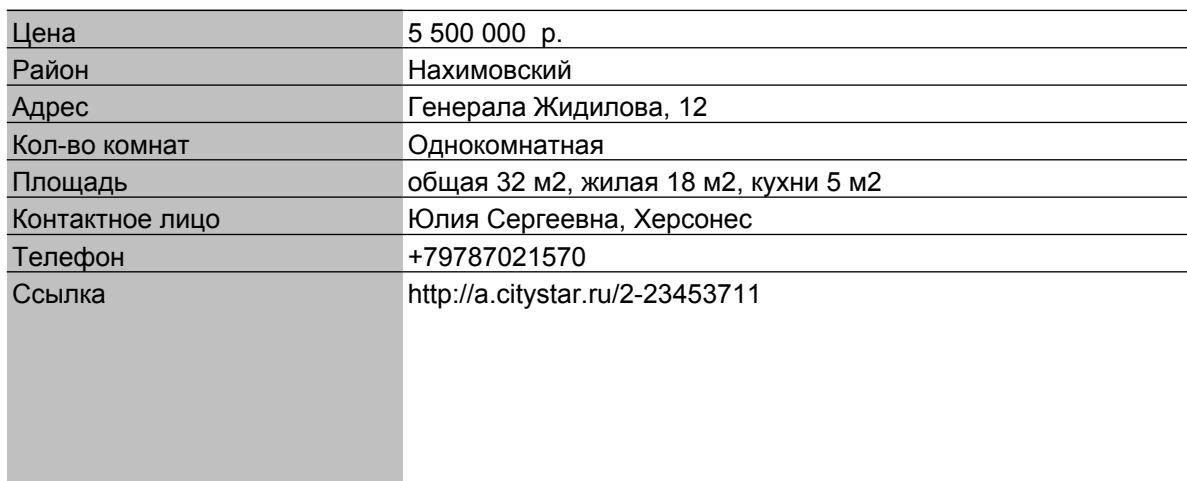 Цена 5 500 000 р.
Район Нахимовский
Адрес Генерала Жидилова, 12
Кол-во комнат Однокомнатная
Площадь общая 32 м2, жилая 18 м2, кухни 5 м2
Контактное лицо Юлия Сергеевна, Херсонес
Телефон +79787021570
Ссылка http://a.citystar.ru/2-23453711